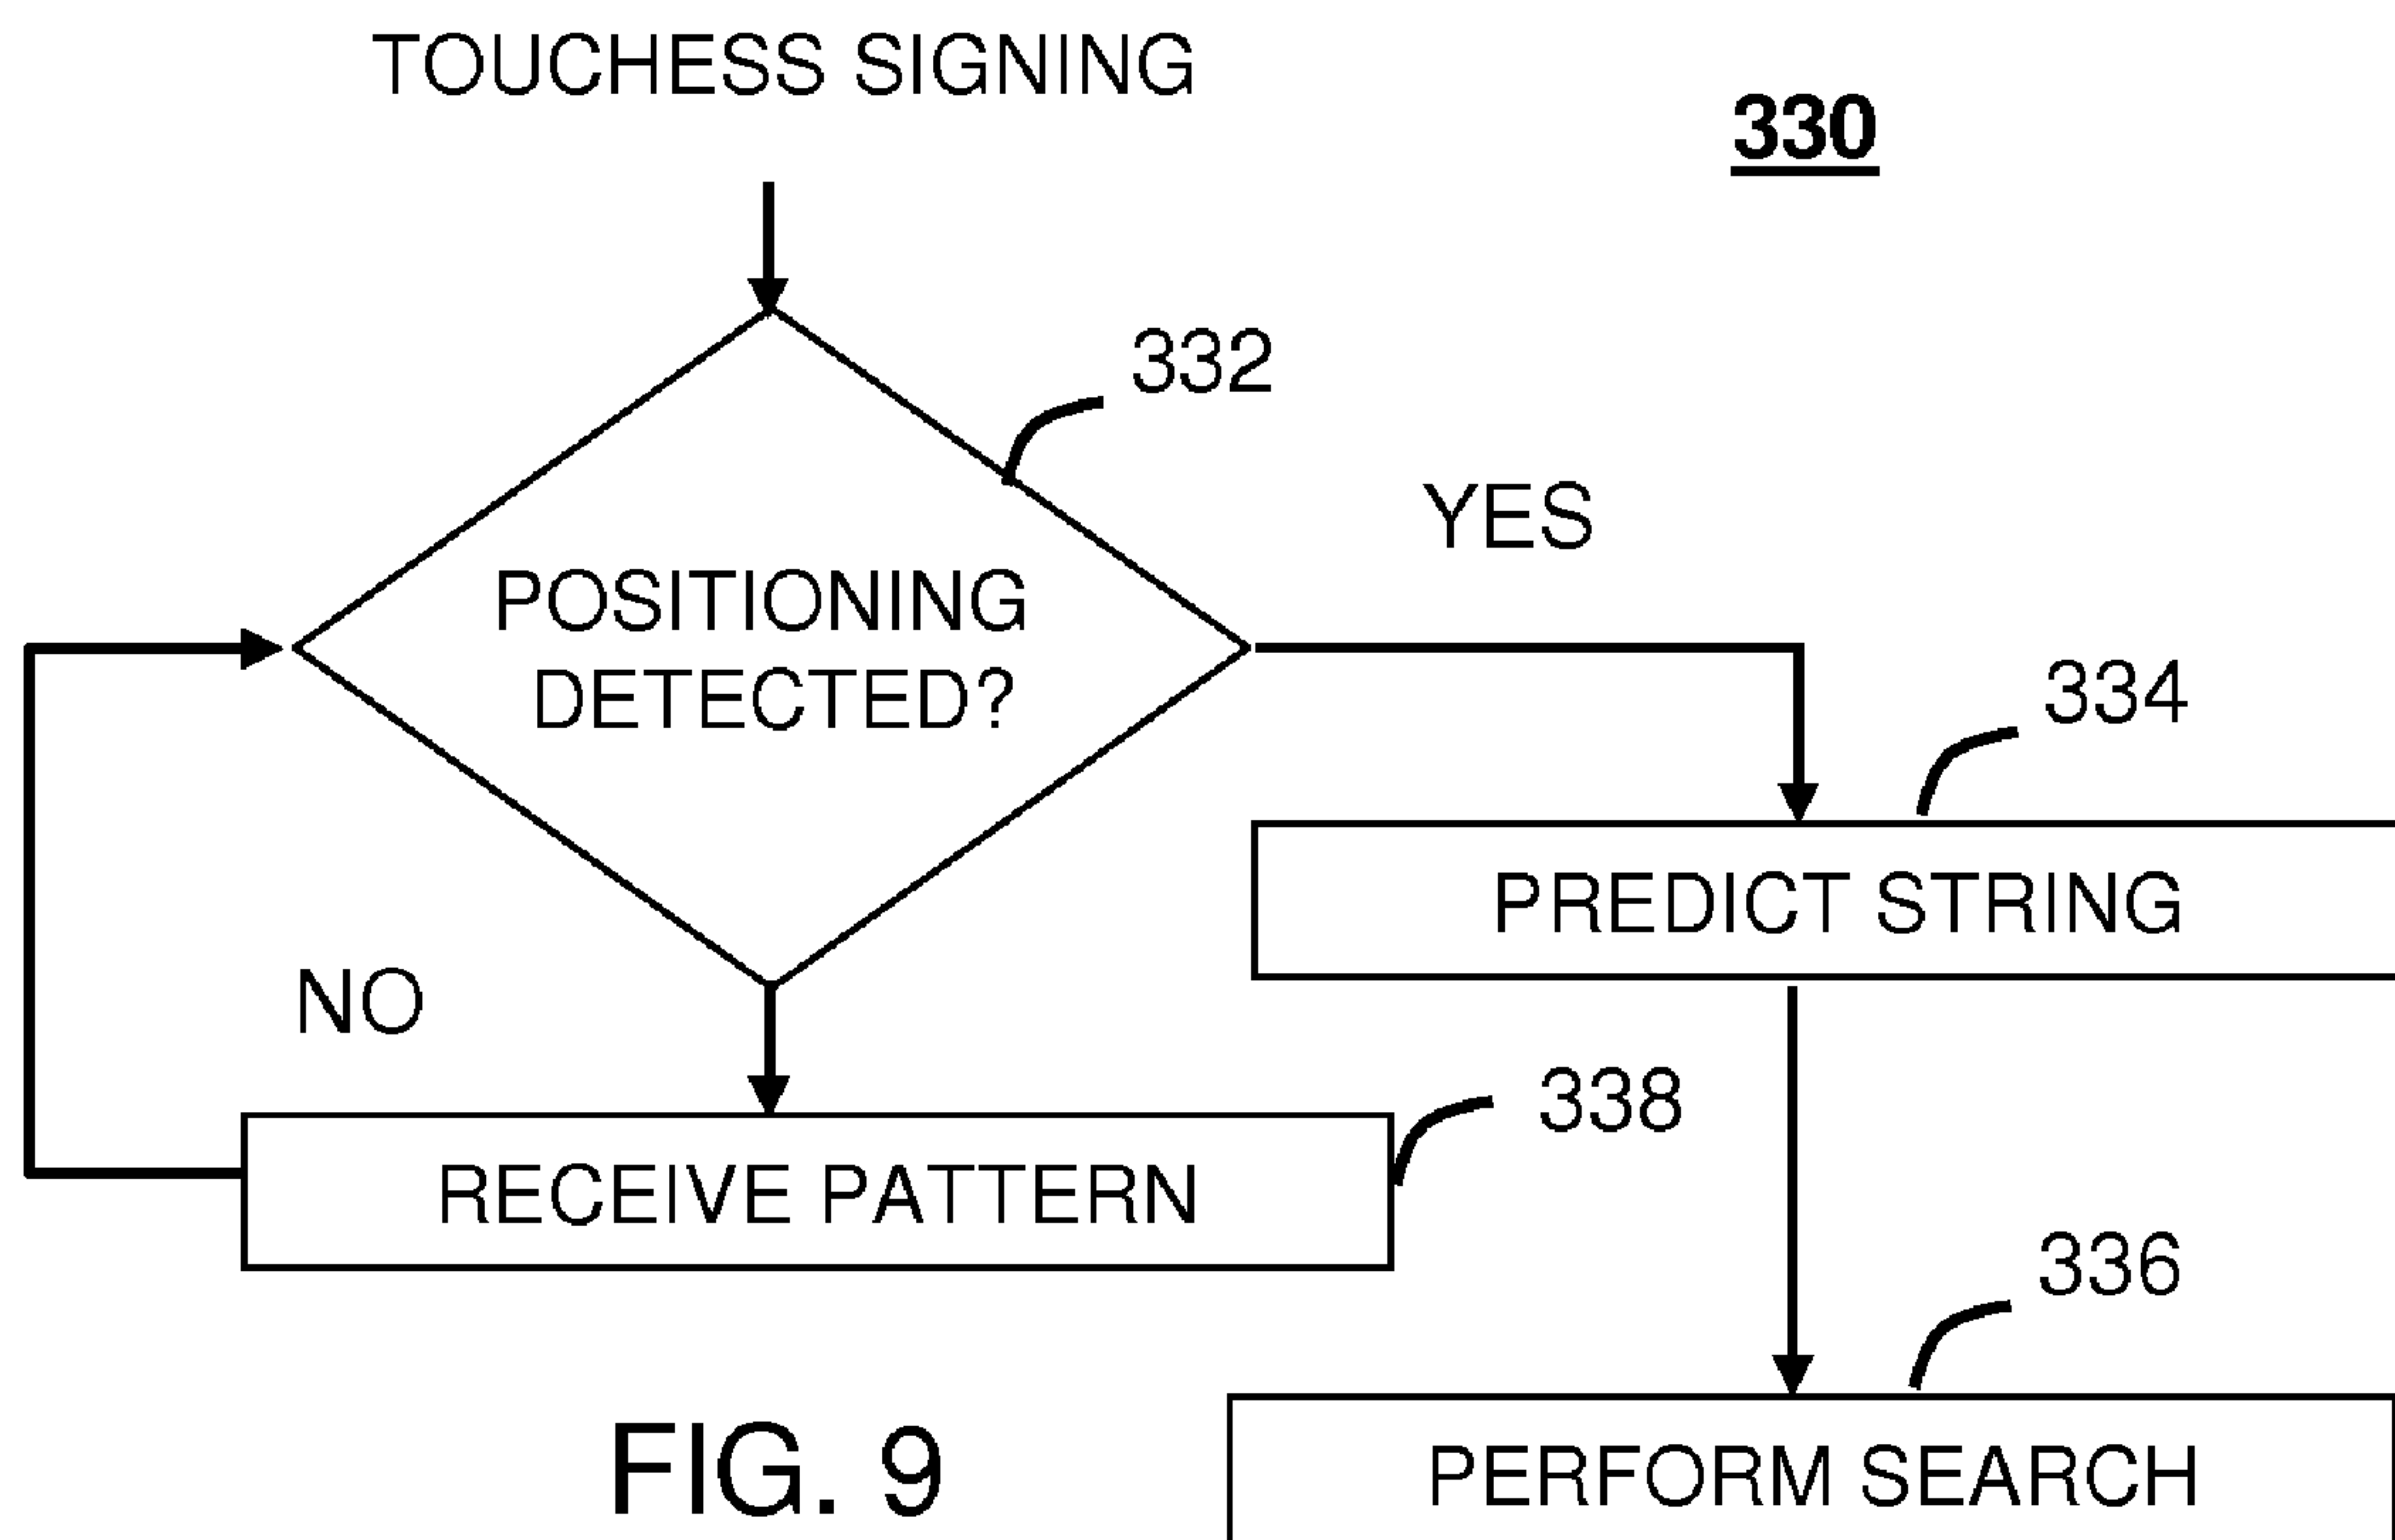 TOUCHESS SIGNING
330
332
YES
POSITIONING
DETECTED?
334
PREDICT STRING
NO
338
RECEIVE PATTERN
336
PERFORM SEARCH
FIG. 9